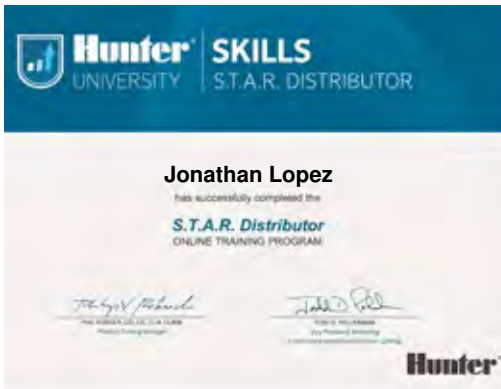 Hunter® SKILLS
UNIVERSITY S.T.A.R. DISTRIBUTOR
Jonathan Lopez
has successfully completed the
S.T.A.R. Distributor
ONLINE TRAINING PROGRAM
Hunter